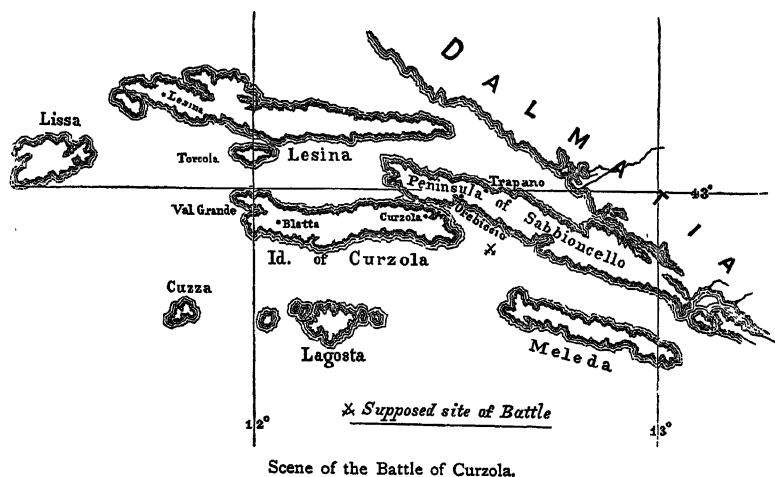 DALMATIA
Lesina
Lissa
Torcola
Lesina
Trapano
43°
Peninsula of Sabbioncello
Val Grande
Blatta
Curzola
Orebiccio
Id. of Curzola
Cuzza
Lagosta
Meleda
Supposed site of Battle
12°
13°
Scene of the Battle of Curzola.